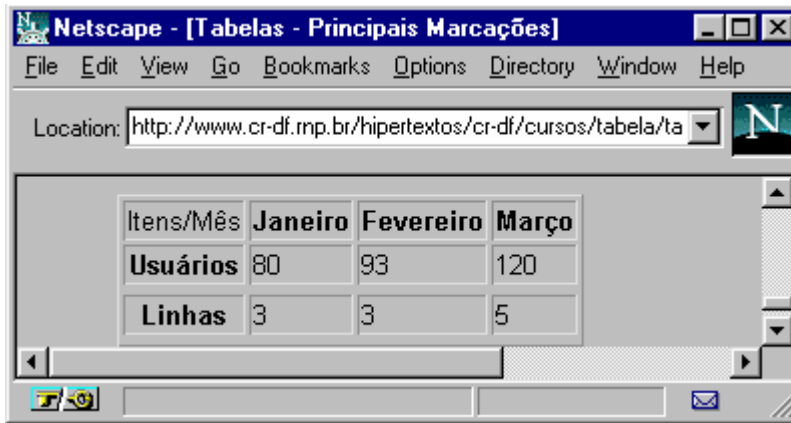 Netscape - [Tabelas - Principais Marcações]
File Edit View Go Bookmarks Options Directory Window Help
Location: http://www.cr-df.rnp.br/hipertextos/cr-df/cursos/tabela/ta
N
Itens/Mês Janeiro Fevereiro Março
Usuários 80 93 120
Linhas 3 3 5